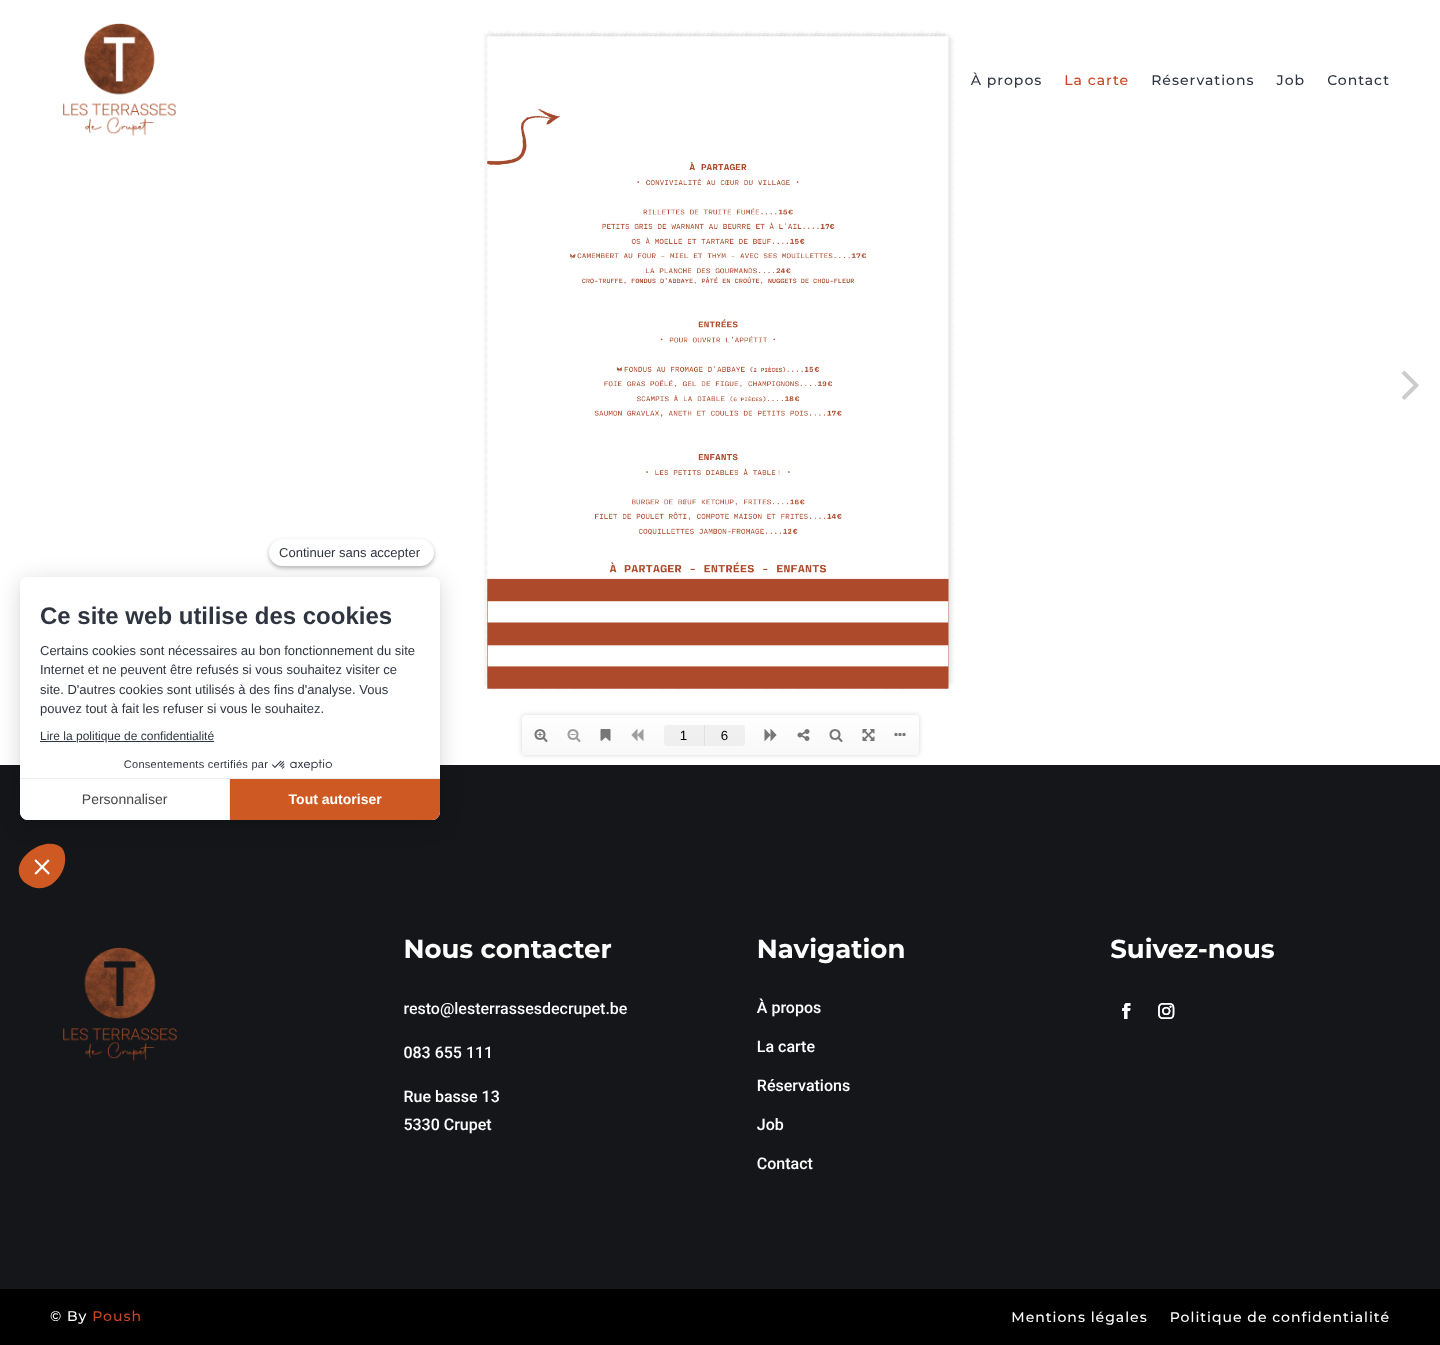 T
LES TERRASSES
de Crupet
À propos
La carte
Réservations
Job
Contact
À PARTAGER
• CONVIVIALITÉ AU CŒUR DU VILLAGE •
RILLETTES DE TRUITE FUMÉE....15€
PETITS GRIS DE WARNANT AU BEURRE ET À L'AIL....17€
OS À MOELLE ET TARTARE DE BŒUF....15€
CAMEMBERT AU FOUR - MIEL ET THYM - AVEC SES MOUILLETTES....17€
LA PLANCHE DES GOURMANDS....24€
CRO-TRUFFE, FONDUS D'ABBAYE, PÂTÉ EN CROÛTE, NUGGETS DE CHOU-FLEUR
ENTRÉES
• POUR OUVRIR L'APPÉTIT •
FONDUS AU FROMAGE D'ABBAYE (2 PIÈCES)....15€
FOIE GRAS POÊLÉ, GEL DE FIGUE, CHAMPIGNONS....19€
SCAMPIS À LA DIABLE (6 PIÈCES)....18€
SAUMON GRAVLAX, ANETH ET COULIS DE PETITS POIS....17€
ENFANTS
• LES PETITS DIABLES À TABLE! •
BURGER DE BŒUF KETCHUP, FRITES....16€
FILET DE POULET RÔTI, COMPOTE MAISON ET FRITES....14€
COQUILLETTES JAMBON-FROMAGE....12€
À PARTAGER - ENTRÉES - ENFANTS
1 6
Continuer sans accepter
Ce site web utilise des cookies
Certains cookies sont nécessaires au bon fonctionnement du site
Internet et ne peuvent être refusés si vous souhaitez visiter ce
site. D'autres cookies sont utilisés à des fins d'analyse. Vous
pouvez tout à fait les refuser si vous le souhaitez.
Lire la politique de confidentialité
Consentements certifiés par axeptio
Personnaliser
Tout autoriser
T
LES TERRASSES
de Crupet
Nous contacter
resto@lesterrassesdecrupet.be
083 655 111
Rue basse 13
5330 Crupet
Navigation
À propos
La carte
Réservations
Job
Contact
Suivez-nous
© By Poush
Mentions légales
Politique de confidentialité